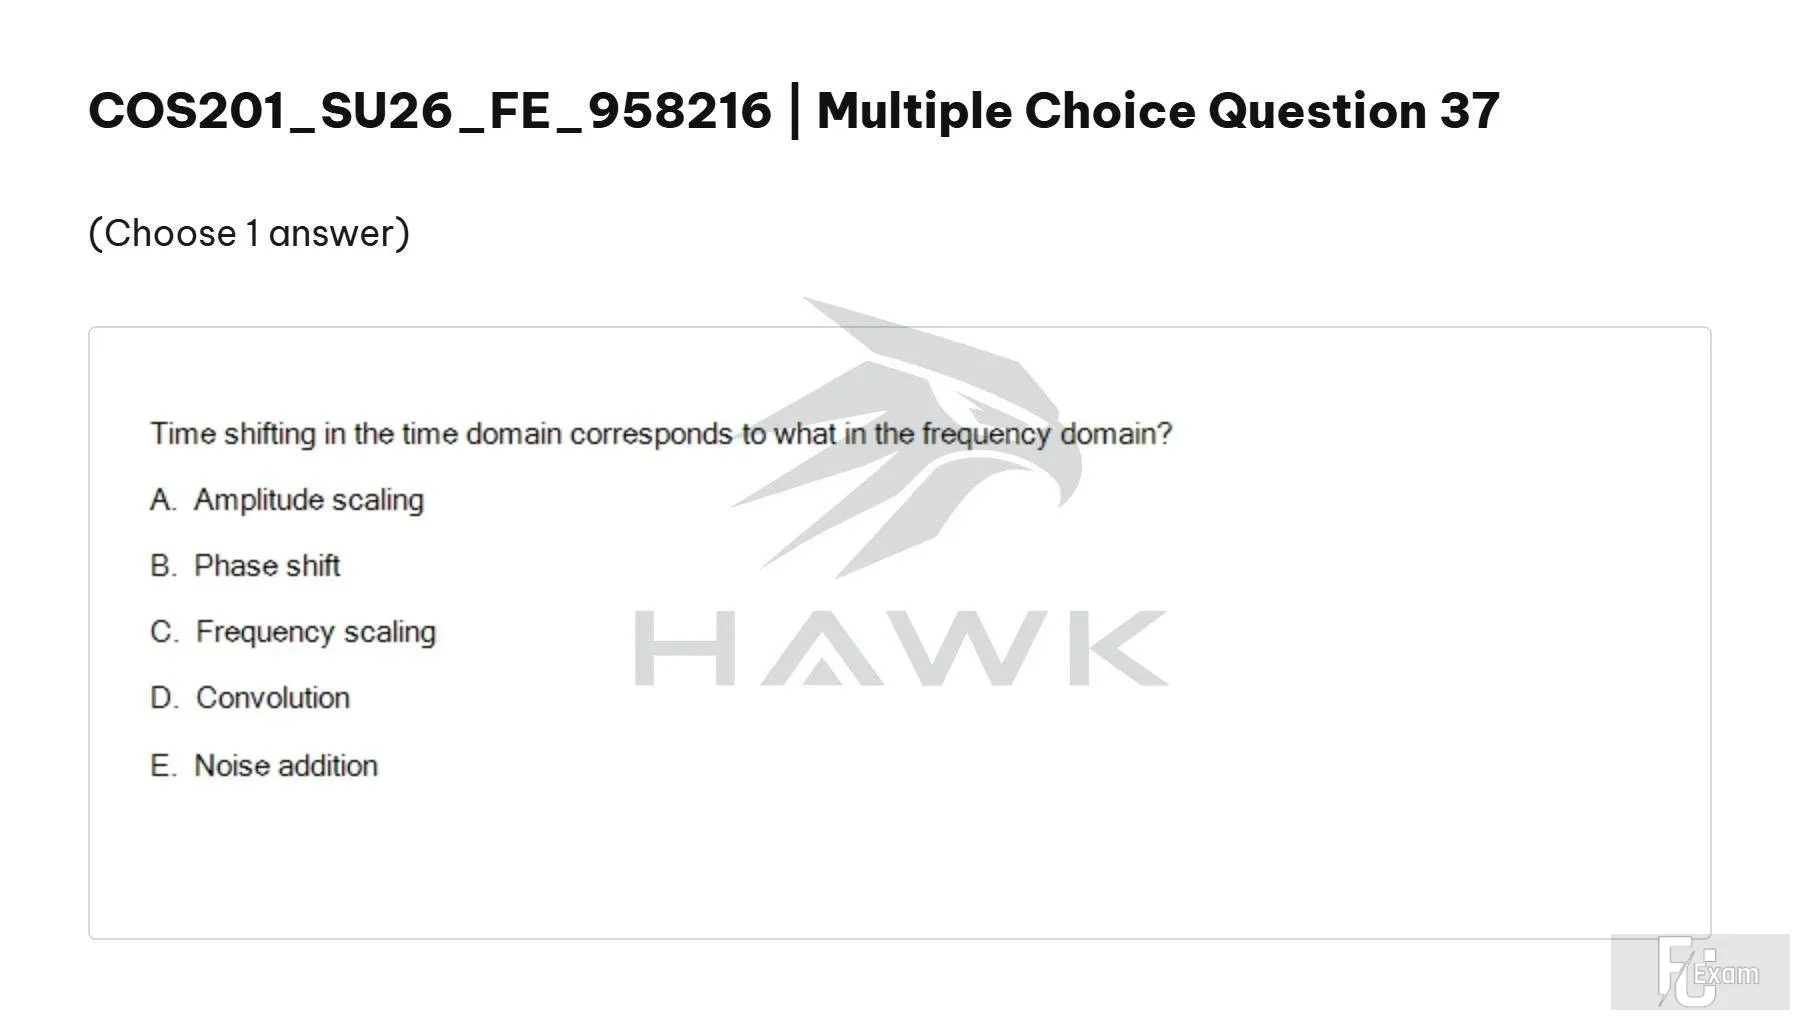 COS201_SU26_FE_958216 | Multiple Choice Question 37
(Choose 1 answer)
Time shifting in the time domain corresponds to what in the frequency domain?
A. Amplitude scaling
B. Phase shift
C. Frequency scaling
D. Convolution
E. Noise addition
HAWK
FU Exam